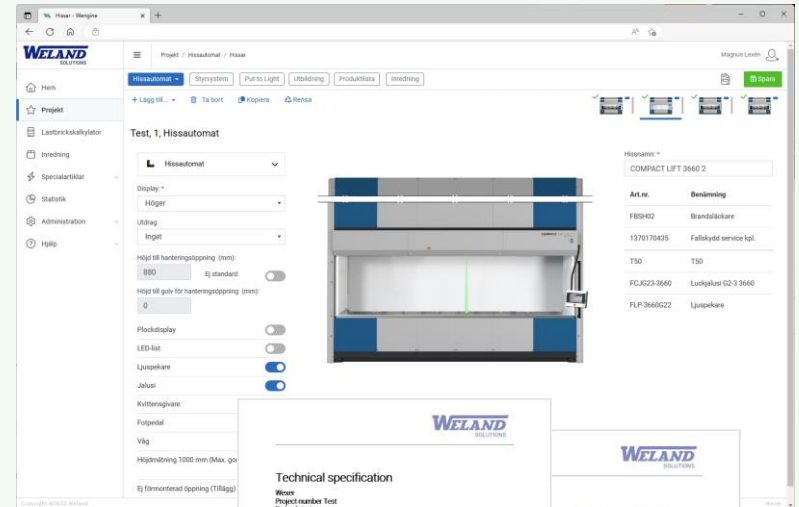 Hissar - Wengine
WELAND
SOLUTIONS
Projekt / Hissautomat / Hissar
Magnus Lexén
Hem
Projekt
Lastbrickskalkylator
Inredning
Specialartiklar
Statistik
Administration
Hjälp
Hissautomat
Styrsystem
Put to Light
Utbildning
Produktlista
Inredning
Spara
+ Lägg till...
Ta bort
Kopiera
Rensa
Test, 1, Hissautomat
Hissautomat
Display: *
Höger
Utdrag:
Inget
Höjd till hanteringsöppning (mm):
880
Ej standard:
Höjd till golv för hanteringsöppning (mm):
0
Plockdisplay
LED-list
Ljuspekare
Jalusi
Kvittensgivare
Fotpedal
Våg
Höjdmätning 1000 mm (Max. go
Ej förmonterad öppning (Tillägg)
Hissnamn: *
COMPACT LIFT 3660 2
Art.nr. Benämning
FBSH02 Brandsläckare
1370170435 Fallskydd service kpl.
T50 T50
FCJG23-3660 Luckjalusi G2-3 3660
FLP-3660G22 Ljuspekare
WELAND
SOLUTIONS
Technical specification
Wexer
Project number Test
WELAND
SOLUTIONS
Copyright ©2022 Weland